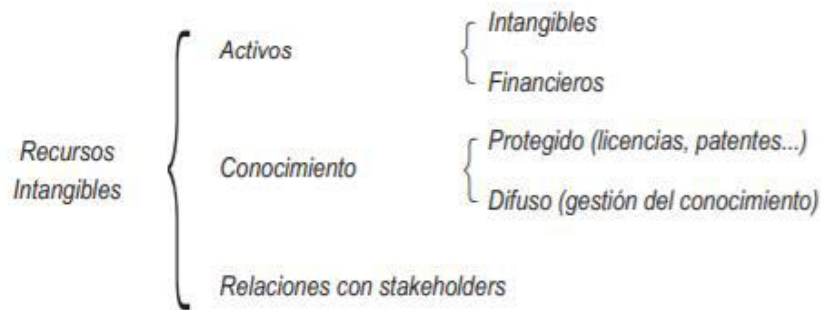 Recursos
Intangibles
Activos
Intangibles
Financieros
Conocimiento
Protegido (licencias, patentes...)
Difuso (gestión del conocimiento)
Relaciones con stakeholders